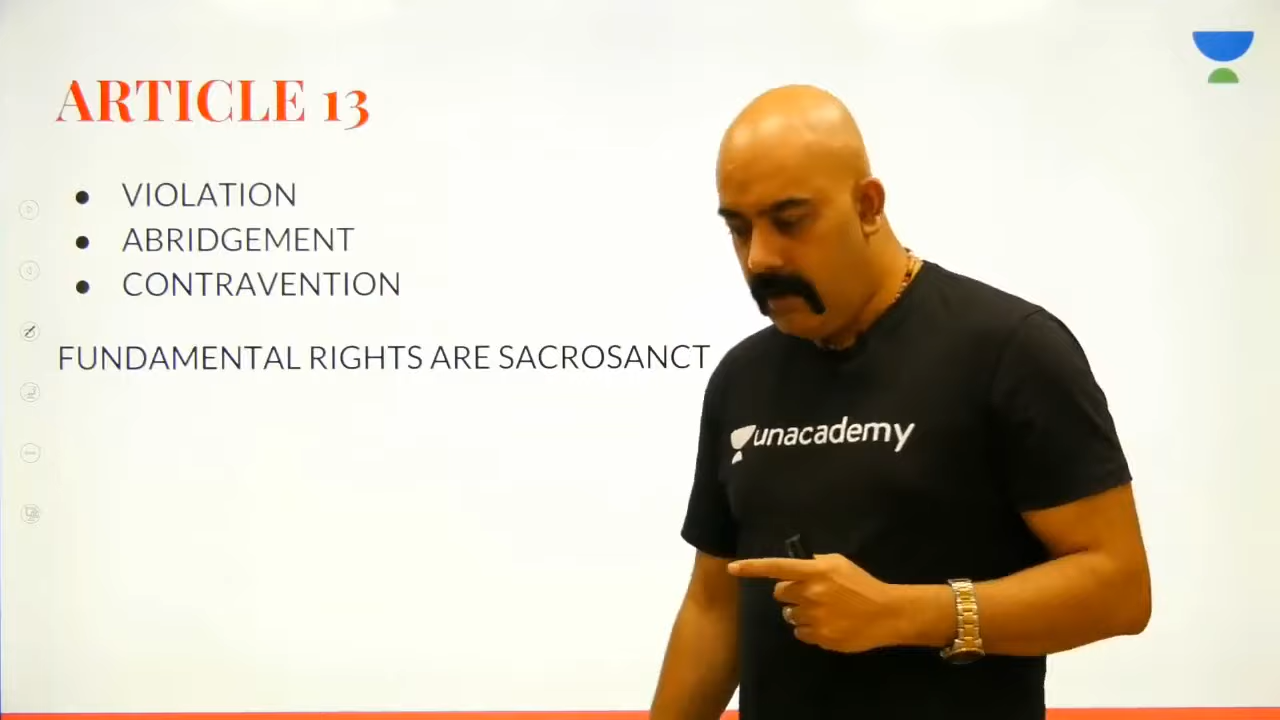 ARTICLE 13
VIOLATION
ABRIDGEMENT
CONTRAVENTION
FUNDAMENTAL RIGHTS ARE SACROSANCT
unacademy